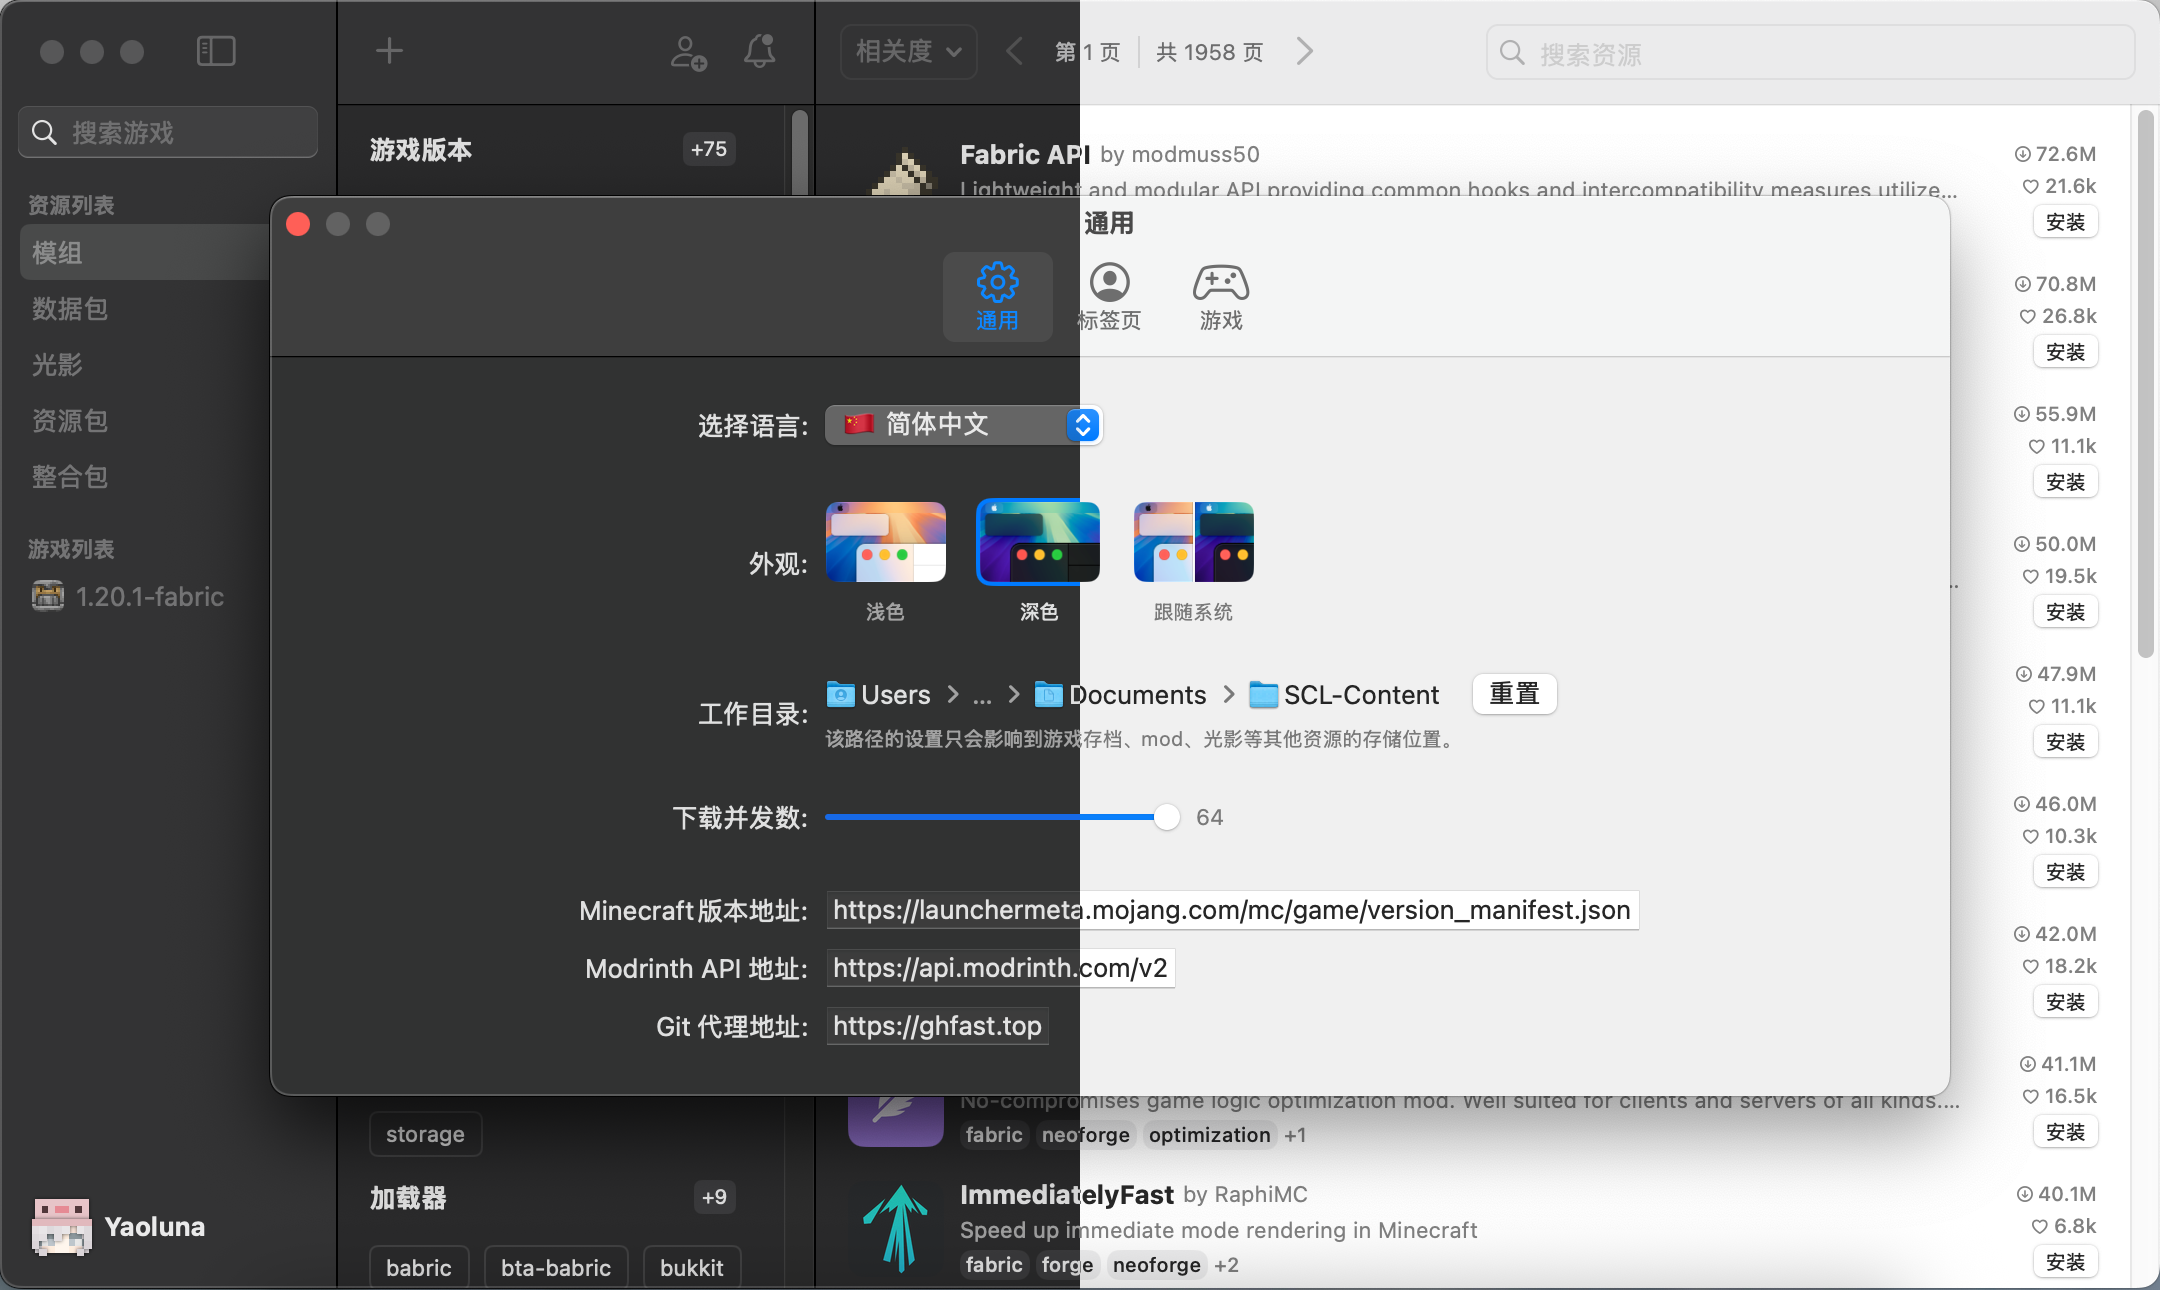 相关度
第 1 页
共 1958 页
搜索资源
搜索游戏
资源列表
模组
数据包
光影
资源包
整合包
游戏列表
1.20.1-fabric
Yaoluna
游戏版本
+75
storage
加载器
+9
babric
bta-babric
bukkit
Fabric API by modmuss50
Lightweight and modular API providing common hooks and intercompatibility measures utilize...
72.6M
21.6k
安装
70.8M
26.8k
安装
55.9M
11.1k
安装
50.0M
19.5k
安装
47.9M
11.1k
安装
46.0M
10.3k
安装
42.0M
18.2k
安装
通用
通用
标签页
游戏
选择语言:
简体中文
外观:
浅色
深色
跟随系统
工作目录:
Users
...
Documents
SCL-Content
重置
该路径的设置只会影响到游戏存档、mod、光影等其他资源的存储位置。
下载并发数:
64
Minecraft版本地址:
https://launchermeta.mojang.com/mc/game/version_manifest.json
Modrinth API 地址:
https://api.modrinth.com/v2
Git 代理地址:
https://ghfast.top
No-compromises game logic optimization mod. Well suited for clients and servers of all kinds....
fabric
neoforge
optimization
+1
41.1M
16.5k
安装
ImmediatelyFast by RaphiMC
Speed up immediate mode rendering in Minecraft
fabric
forge
neoforge
+2
40.1M
6.8k
安装